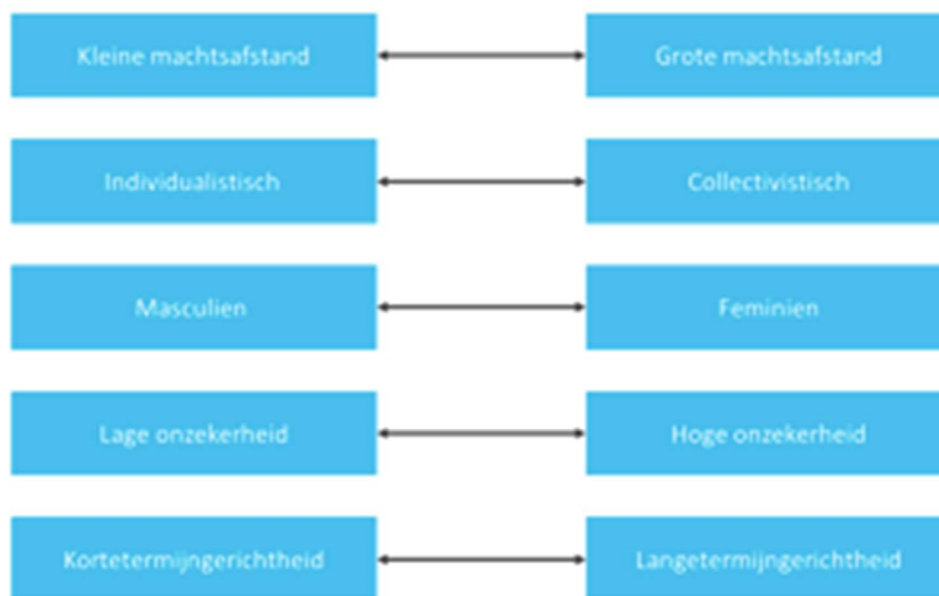 Kleine machtsafstand
Grote machtsafstand
Individualistisch
Collectivistisch
Masculien
Feminien
Lage onzekerheid
Hoge onzekerheid
Kortetermijngerichtheid
Langetermijngerichtheid